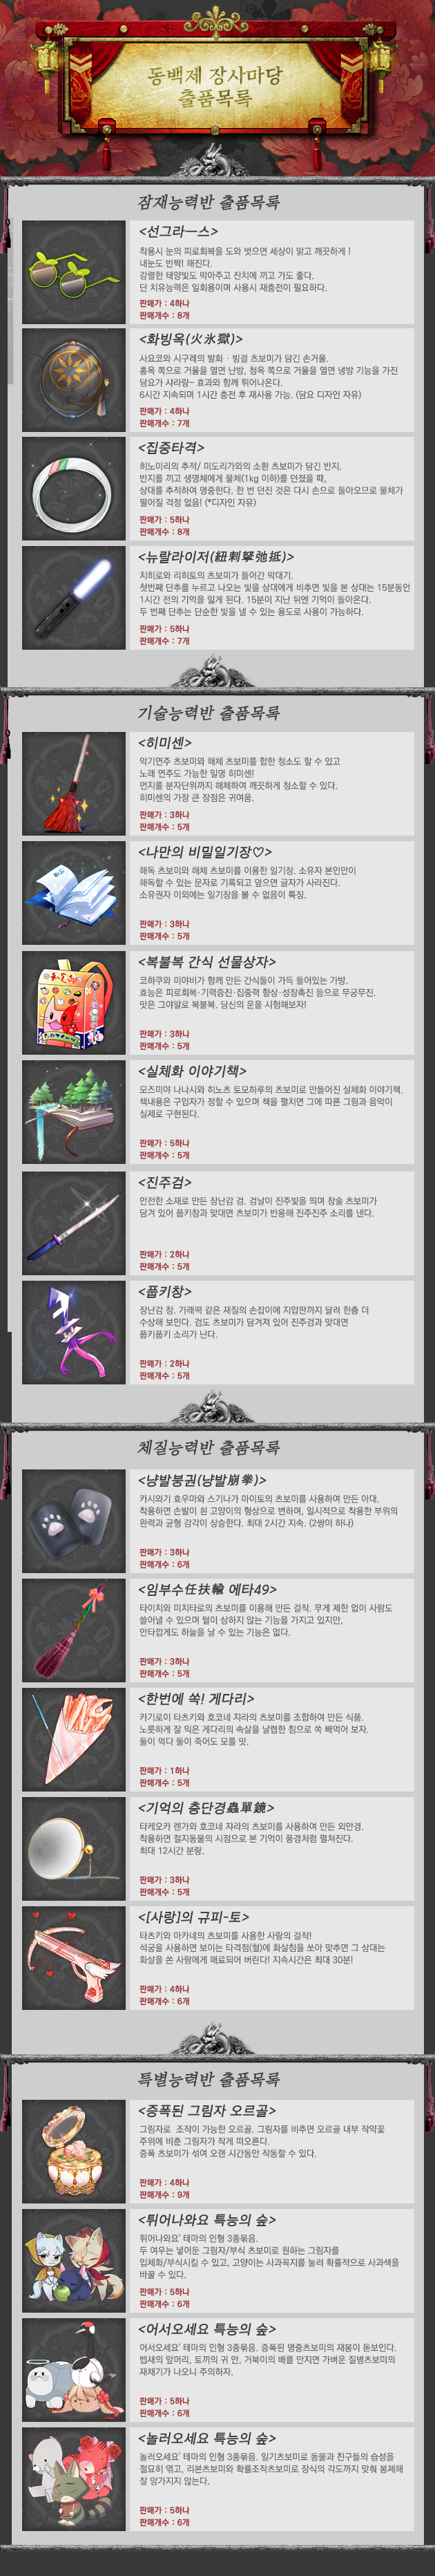 동백제 장사마당
출품목록
잠재능력반 출품목록
<선그라—스>
착용시 눈의 피로회복을 도와 벗으면 세상이 맑고 깨끗하게 !
내눈도 반짝! 해진다.
강렬한 태양빛도 막아주고 잔치에 끼고 가도 좋다.
단 치유능력은 일회용이며 사용시 재충전이 필요하다.
판매가 : 4하나
판매개수 : 8개
<화빙옥(火氷獄)>
사요코와 시구레의 발화 · 빙결 츠보미가 담긴 손거울.
홍옥 쪽으로 거울을 열면 난방, 청옥 쪽으로 거울을 열면 냉방 기능을 가진
담요가 샤라랑~ 효과와 함께 튀어나온다.
6시간 지속되며 1시간 충전 후 재사용 가능. (담요 디자인 자유)
판매가 : 4하나
판매개수 : 7개
<집중타격>
히노이리의 추적/ 미도리가와의 소환 츠보미가 담긴 반지.
반지를 끼고 생명체에게 물체(1kg 이하)를 던졌을 때,
상대를 추적하여 명중한다. 한 번 던진 것은 다시 손으로 돌아오므로 물체가
떨어질 걱정 없음! (*디자인 자유)
판매가 : 5하나
판매개수 : 8개
<뉴랄라이저(紐剌拏弛抵)>
치히로와 리히토의 츠보미가 들어간 막대기.
첫번째 단추를 누르고 나오는 빛을 상대에게 비추면 빛을 본 상대는 15분동안
1시간 전의 기억을 잃게 된다. 15분이 지난 뒤엔 기억이 돌아온다.
두 번째 단추는 단순한 빛을 낼 수 있는 용도로 사용이 가능하다.
판매가 : 5하나
판매개수 : 7개
기술능력반 출품목록
<히미센>
악기연주 츠보미와 해체 츠보미를 합한 청소도 할 수 있고
노래 연주도 가능한 일명 히미센!
먼지를 분자단위까지 해체하여 깨끗하게 청소할 수 있다.
히미센의 가장 큰 장점은 귀여움.
판매가 : 3하나
판매개수 : 5개
<나만의 비밀일기장♡>
해독 츠보미와 해체 츠보미를 이용한 일기장. 소유자 본인만이
해독할 수 있는 문자로 기록되고 덮으면 글자가 사라진다.
소유권자 이외에는 일기장을 볼 수 없음이 특징.
판매가 : 3하나
판매개수 : 5개
<복불복 간식 선물상자>
코하쿠와 미야비가 함께 만든 간식들이 가득 들어있는 가방.
효능은 피로회복·기력증진·집중력 향상·성장촉진 등으로 무궁무진.
맛은 그야말로 복불복. 당신의 운을 시험해보자!
판매가 : 3하나
판매개수 : 5개
<실체화 이야기책>
모즈미야 나나시와 히노츠 토모하루의 츠보미로 만들어진 실체화 이야기책.
책내용은 구입자가 정할 수 있으며 책을 펼치면 그에 따른 그림과 음악이
실제로 구현된다.
판매가 : 5하나
판매개수 : 5개
<진주검>
안전한 소재로 만든 장난감 검. 검날이 진주빛을 띄며 창술 츠보미가
담겨 있어 풉키창과 맞대면 츠보미가 반응해 진주진주 소리를 낸다.
판매가 : 2하나
판매개수 : 5개
<풉키창>
장난감 창. 가래떡 같은 재질의 손잡이에 지압판까지 달려 한층 더
수상해 보인다. 검도 츠보미가 담겨져 있어 진주검과 맞대면
풉키풉키 소리가 난다.
판매가 : 2하나
판매개수 : 5개
체질능력반 출품목록
<냥발붕권(냥발崩拳)>
카시와기 효우마와 스기나가 마이토의 츠보미를 사용하여 만든 아대.
착용하면 손발이 흰 고양이의 형상으로 변하며, 일시적으로 착용한 부위의
완력과 균형 감각이 상승한다. 최대 2시간 지속. (2쌍이 하나)
판매가 : 3하나
판매개수 : 6개
<임부수任扶輸 에타49>
타이치와 미치타로의 츠보미를 이용해 만든 걸작. 무게 제한 없이 사람도
쓸어낼 수 있으며 털이 상하지 않는 기능을 가지고 있지만,
안타깝게도 하늘을 날 수 있는 기능은 없다.
판매가 : 3하나
판매개수 : 5개
<한번에 쏙! 게다리>
카기로이 타츠키와 호코네 쟈라의 츠보미를 조합하여 만든 식품.
노릇하게 잘 익은 게다리의 속살을 날렵한 침으로 쏙 빼먹어 보자.
둘이 먹다 둘이 죽어도 모를 맛.
판매가 : 1하나
판매개수 : 5개
<기억의 충단경蟲單鏡>
타케오카 렌가와 호코네 쟈라의 츠보미를 사용하여 만든 외안경.
착용하면 절지동물의 시점으로 본 기억이 풍경처럼 펼쳐진다.
최대 12시간 분량.
판매가 : 3하나
판매개수 : 5개
<[사랑]의 규피-토>
타츠키와 아카네의 츠보미를 사용한 사랑의 걸작!
석궁을 사용하면 보이는 타격점(혈)에 화살침을 쏘아 맞추면 그 상대는
화살을 쏜 사람에게 매료되어 버린다! 지속시간은 최대 30분!
판매가 : 4하나
판매개수 : 6개
특별능력반 출품목록
<증폭된 그림자 오르골>
그림자로 조작이 가능한 오르골. 그림자를 비추면 오르골 내부 작약꽃
주위에 비춘 그림자가 작게 떠오른다.
증폭 츠보미가 섞여 오랜 시간동안 작동할 수 있다.
판매가 : 4하나
판매개수 : 9개
<튀어나와요 특능의 숲>
튀어나와요' 테마의 인형 3종묶음.
두 여우는 넣어둔 그림자/부식 츠보미로 원하는 그림자를
입체화/부식시킬 수 있고, 고양이는 사과꼭지를 눌러 확률적으로 사과색을
바꿀 수 있다.
판매가 : 5하나
판매개수 : 6개
<어서오세요 특능의 숲>
어서오세요' 테마의 인형 3종묶음. 증폭된 명중츠보미의 재봉이 돋보인다.
뱁새의 앞머리, 토끼의 귀 안, 거북이의 배를 만지면 가벼운 질병츠보미의
재채기가 나오니 주의하자.
판매가 : 5하나
판매개수 : 6개
<놀러오세요 특능의 숲>
놀러오세요' 테마의 인형 3종묶음. 일기츠보미로 동물과 친구들의 습성을
절묘히 엮고, 리본츠보미와 확률조작츠보미로 장식의 각도까지 맞춰 봉제해
잘 망가지지 않는다.
판매가 : 5하나
판매개수 : 6개